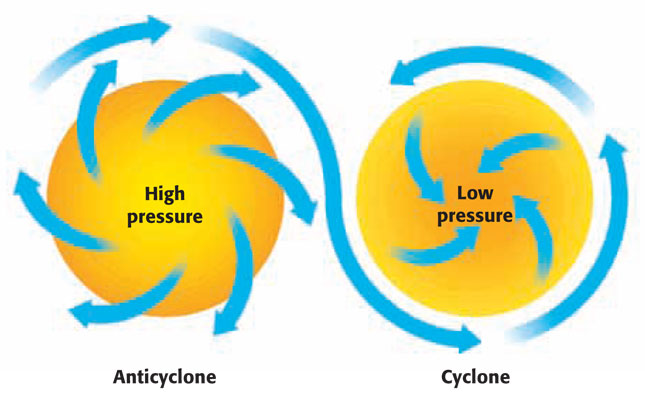 High
pressure
Low
pressure
Anticyclone
Cyclone